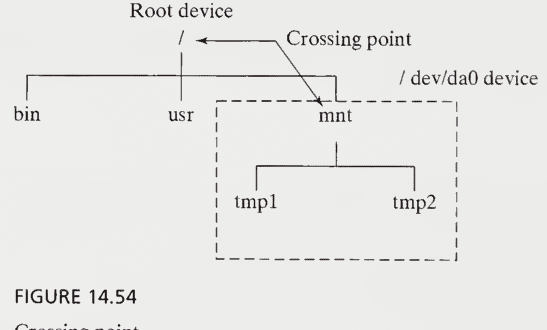 Root device
/
Crossing point
/ dev/da0 device
bin
usr
mnt
tmp1
tmp2
FIGURE 14.54
Crossing point